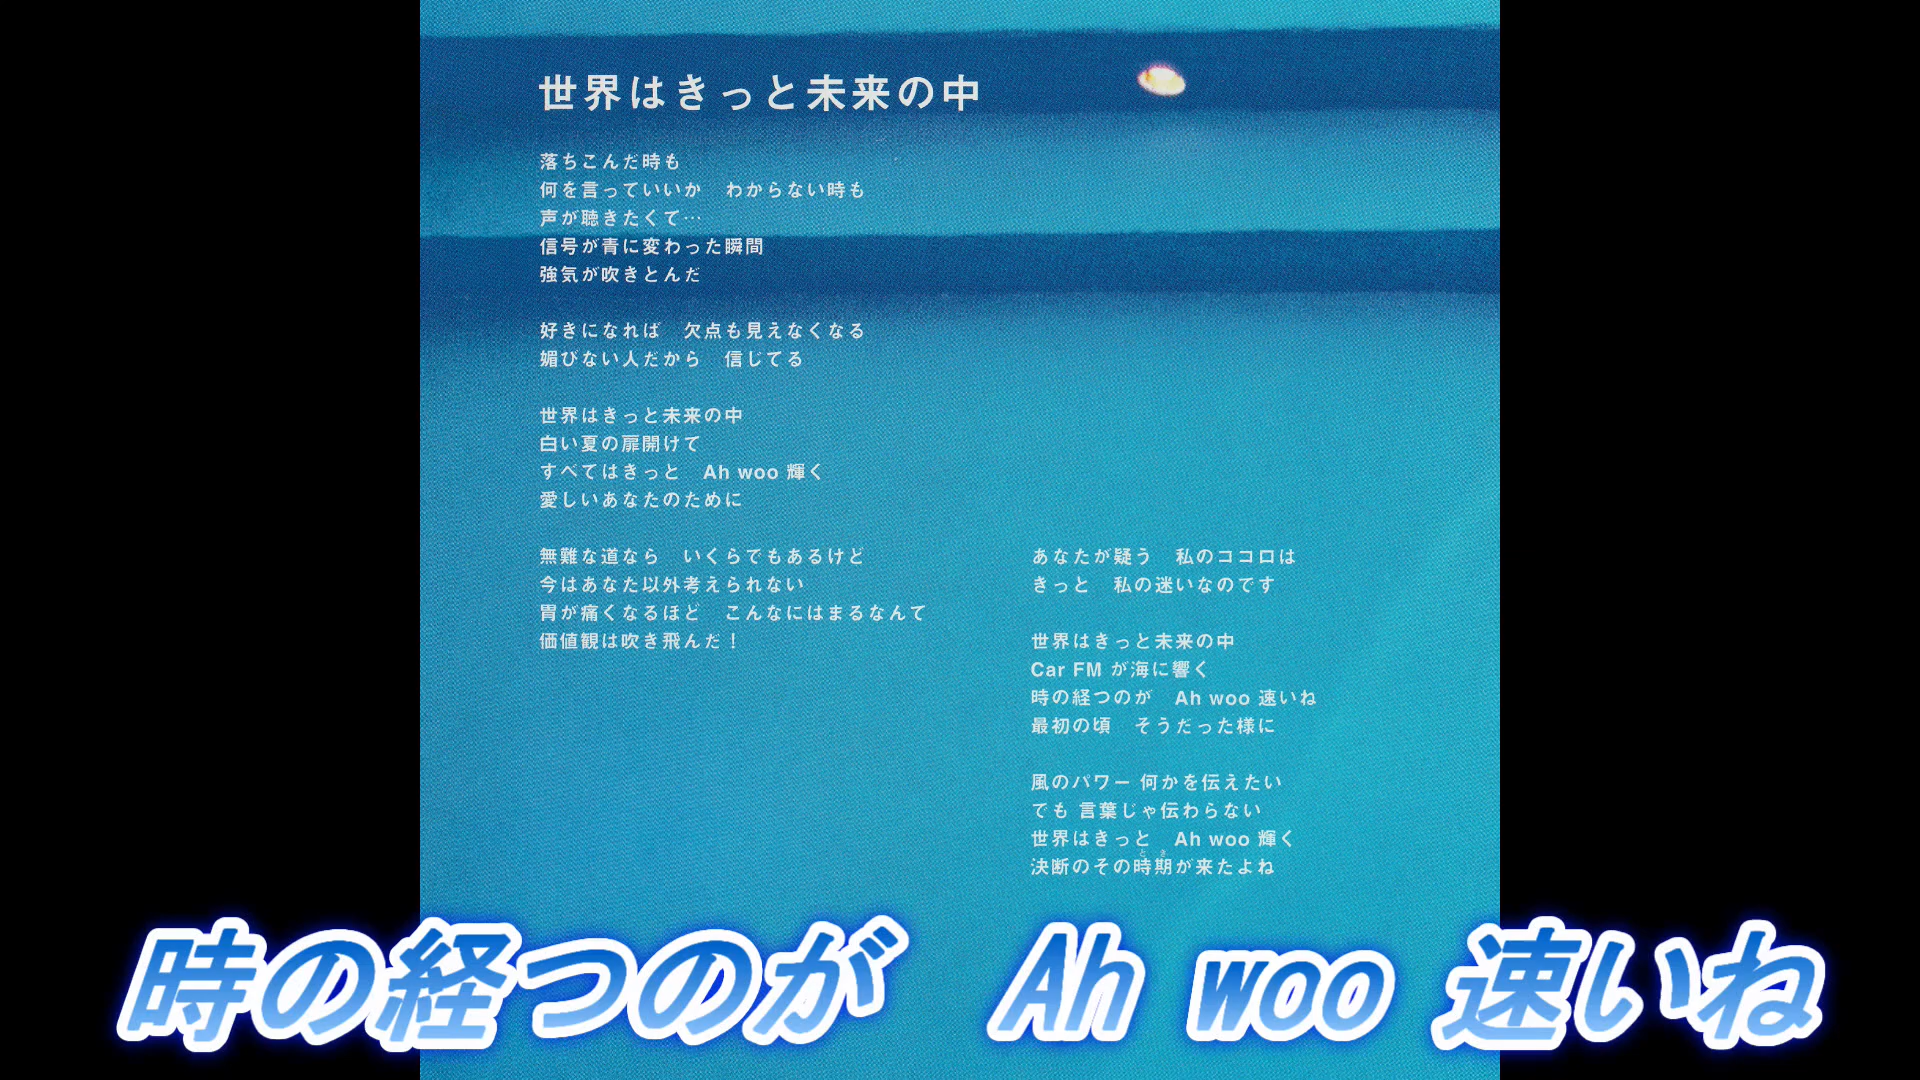 世界はきっと未来の中
落ちこんだ時も
何を言っていいか　わからない時も
声が聴きたくて…
信号が青に変わった瞬間
強気が吹きとんだ
好きになれば　欠点も見えなくなる
媚びない人だから　信じてる
世界はきっと未来の中
白い夏の扉開けて
すべてはきっと　Ah woo 輝く
愛しいあなたのために
無難な道なら　いくらでもあるけど
今はあなた以外考えられない
胃が痛くなるほど　こんなにはまるなんて
価値観は吹き飛んだ！
あなたが疑う　私のココロは
きっと　私の迷いなのです
世界はきっと未来の中
Car FM が海に響く
時の経つのが　Ah woo 速いね
最初の頃　そうだった様に
風のパワー 何かを伝えたい
でも 言葉じゃ伝わらない
世界はきっと　Ah woo 輝く
とき
決断のその時期が来たよね
時の経つのが　Ah woo 速いね